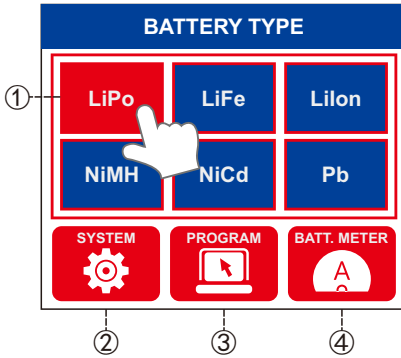 BATTERY TYPE
① LiPo LiFe LiIon
NiMH NiCd Pb
SYSTEM PROGRAM BATT. METER
A
② ③ ④